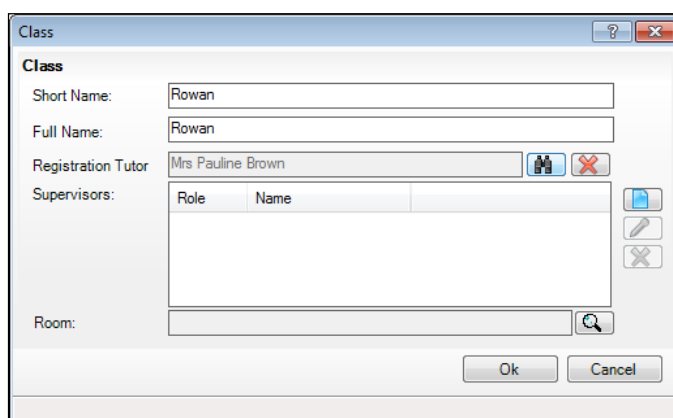 Class
Class
Short Name: Rowan
Full Name: Rowan
Registration Tutor Mrs Pauline Brown
Supervisors: Role Name
Room:
Ok Cancel